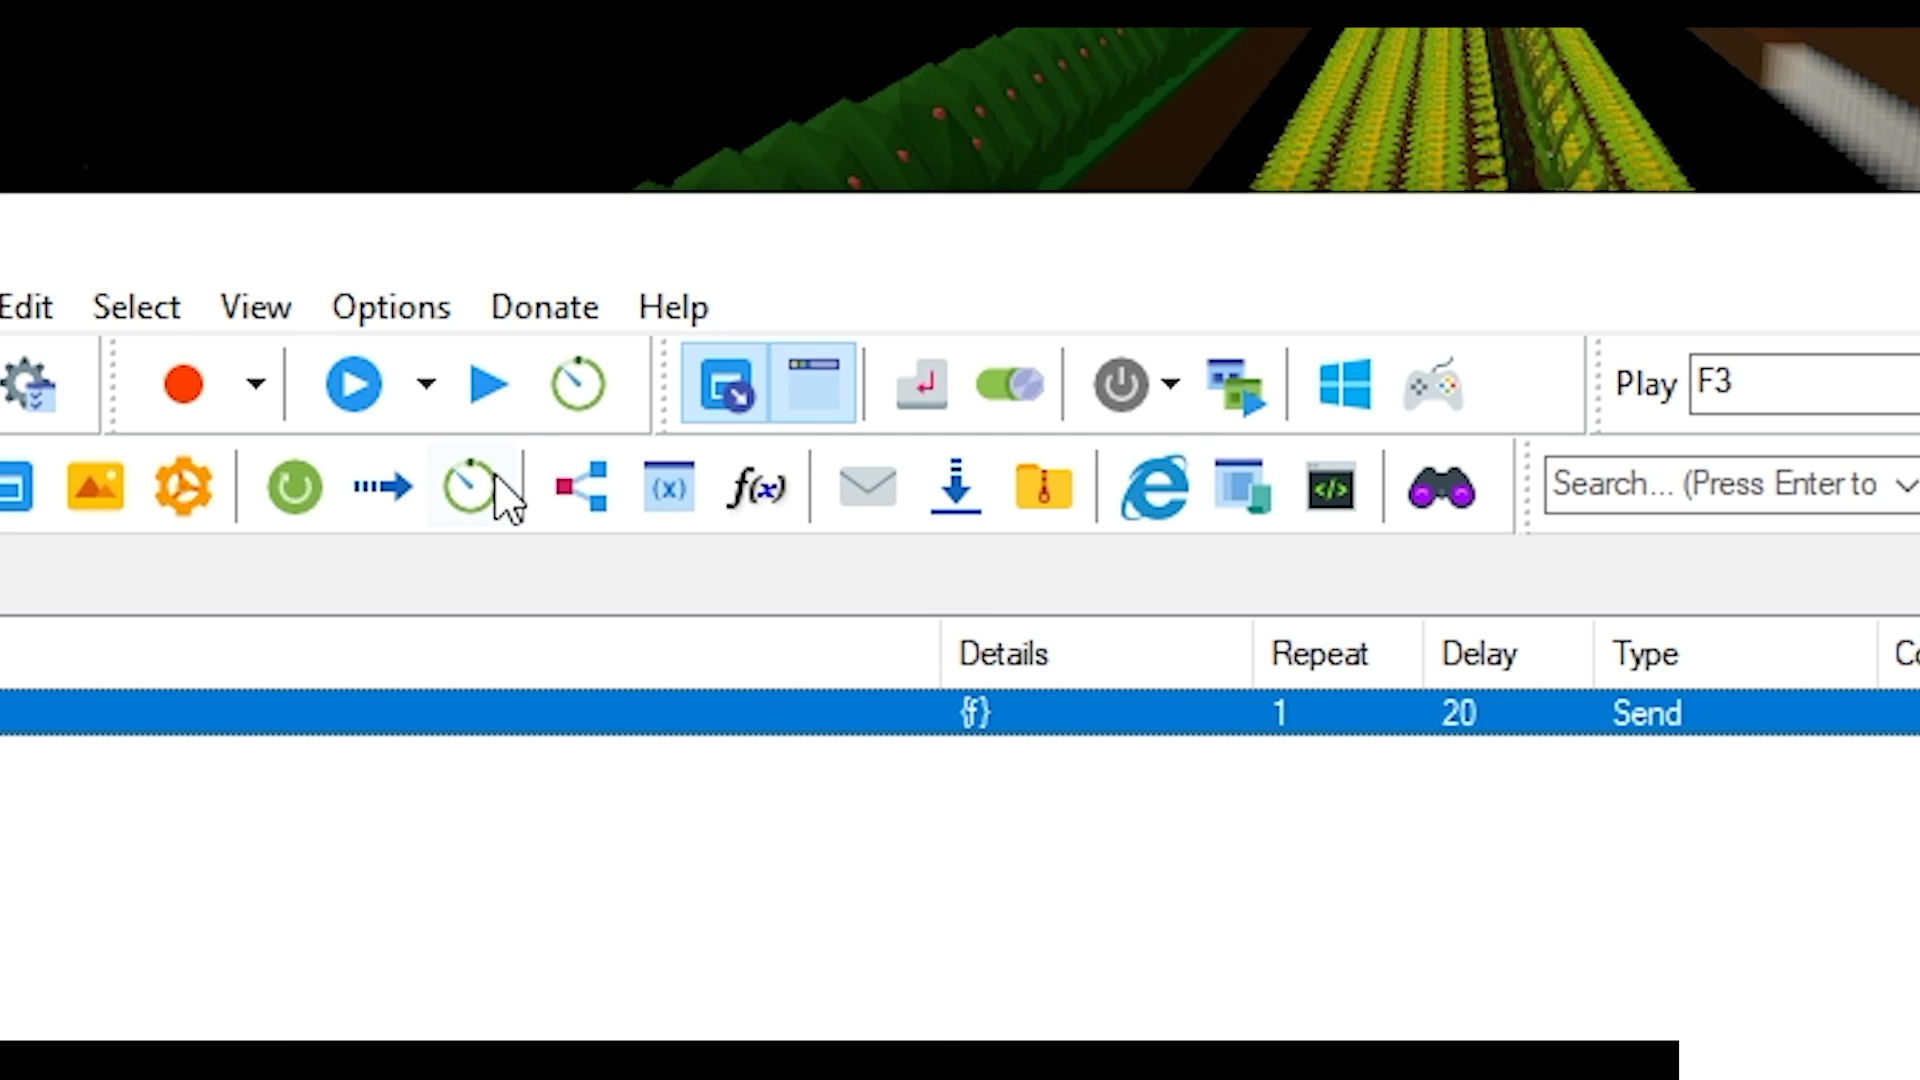 Edit Select View Options Donate Help
Play F3
(x) f(x) </> Search... (Press Enter to
Details Repeat Delay Type Co
{f} 1 20 Send